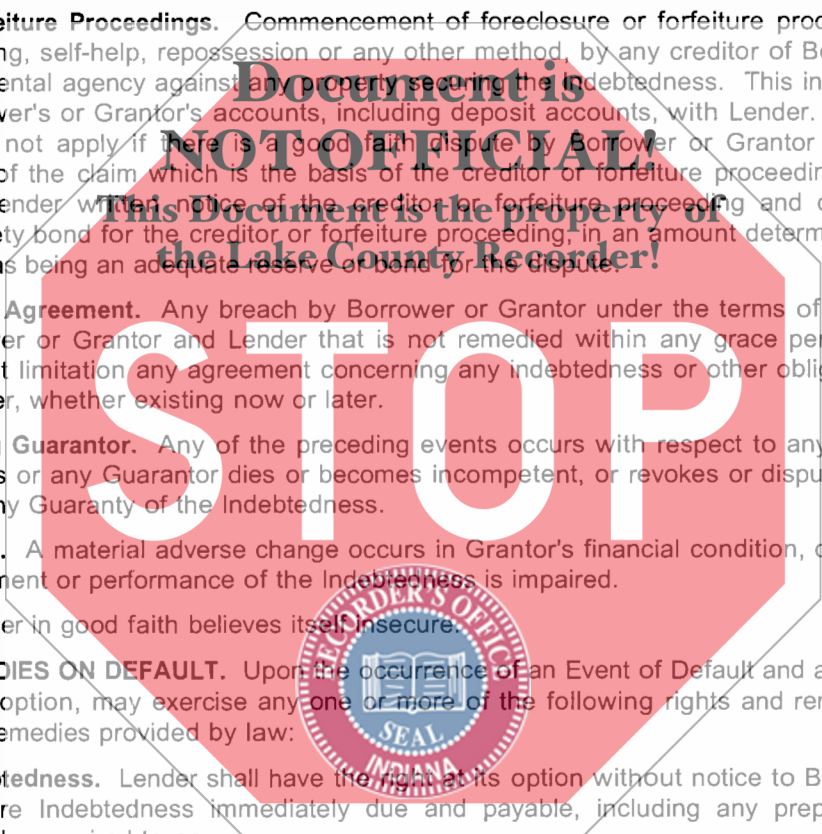 eiture Proceedings. Commencement of foreclosure or forfeiture proc
ng, self-help, repossession or any other method, by any creditor of Bo
ental agency against any property securing the Indebtedness. This in
wer's or Grantor's accounts, including deposit accounts, with Lender.
not apply if there is a good faith dispute by Borrower or Grantor
of the claim which is the basis of the creditor or forfeiture proceedin
ender written notice of the creditor or forfeiture proceeding and d
ety bond for the creditor or forfeiture proceeding, in an amount determ
as being an adequate reserve or bond for the dispute.
Document is
NOT OFFICIAL!
This Document is the property of
the Lake County Recorder!
Agreement. Any breach by Borrower or Grantor under the terms of
er or Grantor and Lender that is not remedied within any grace per
t limitation any agreement concerning any indebtedness or other oblig
er, whether existing now or later.
STOP
Guarantor. Any of the preceding events occurs with respect to any
s or any Guarantor dies or becomes incompetent, or revokes or dispu
ny Guaranty of the Indebtedness.
A material adverse change occurs in Grantor's financial condition, o
ment or performance of the Indebtedness is impaired.
er in good faith believes itself insecure.
DIES ON DEFAULT. Upon the occurrence of an Event of Default and a
option, may exercise any one or more of the following rights and rem
emedies provided by law:
RECORDER'S OFFICE
SEAL
INDIANA
otedness. Lender shall have the right at its option without notice to B
re Indebtedness immediately due and payable, including any prep